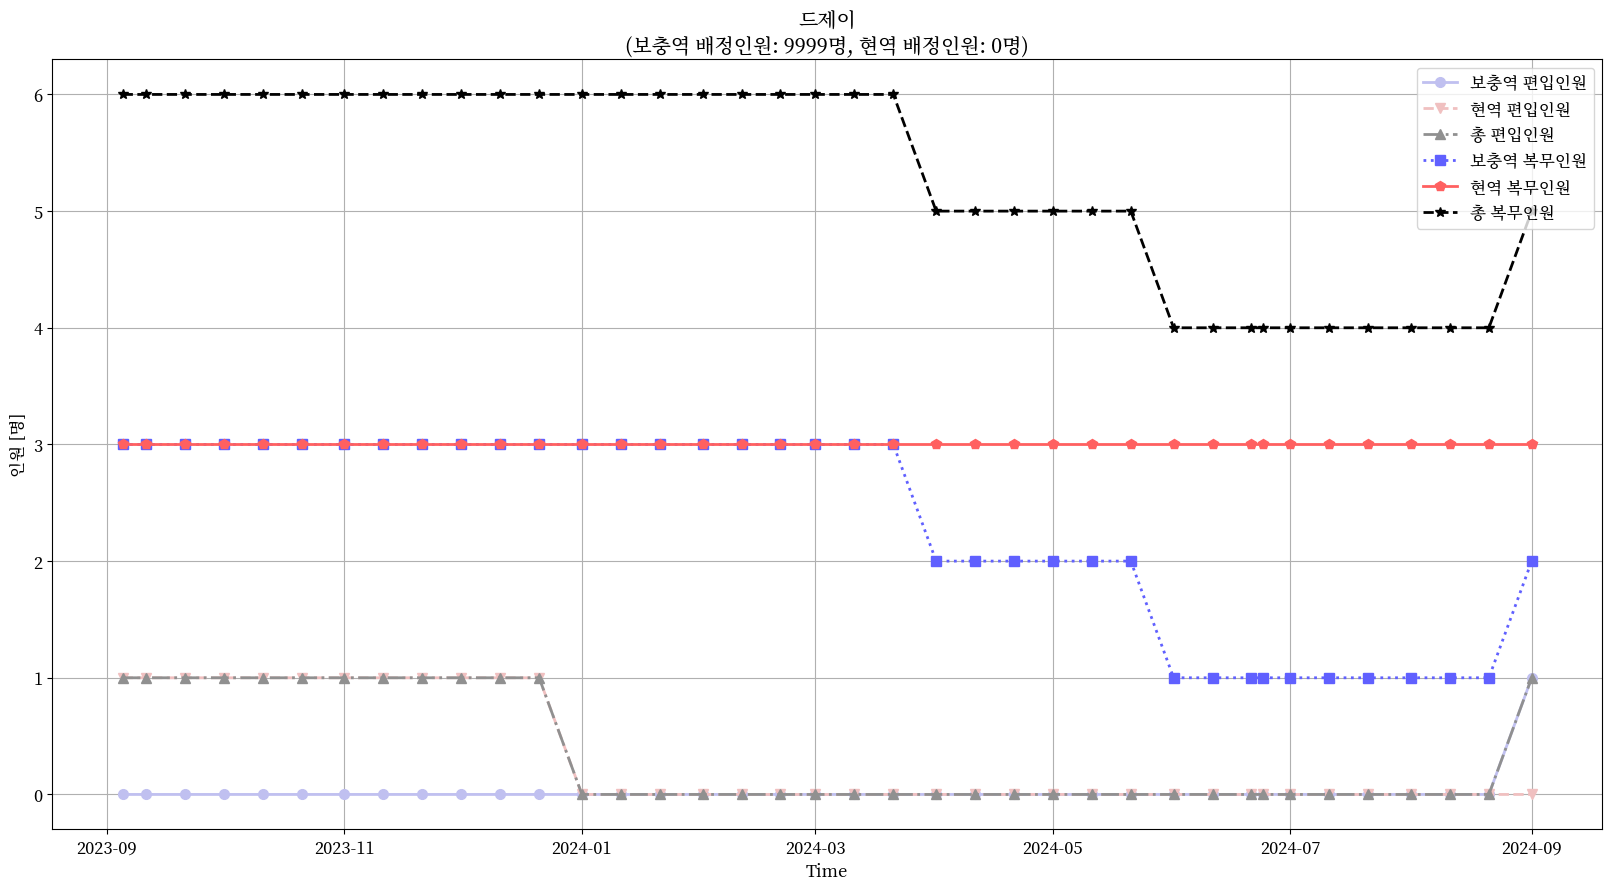 드제이
(보충역 배정인원: 9999명, 현역 배정인원: 0명)
보충역 편입인원
현역 편입인원
총 편입인원
보충역 복무인원
현역 복무인원
총 복무인원
인원 [명]
6
5
4
3
2
1
0
2023-09
2023-11
2024-01
2024-03
2024-05
2024-07
2024-09
Time